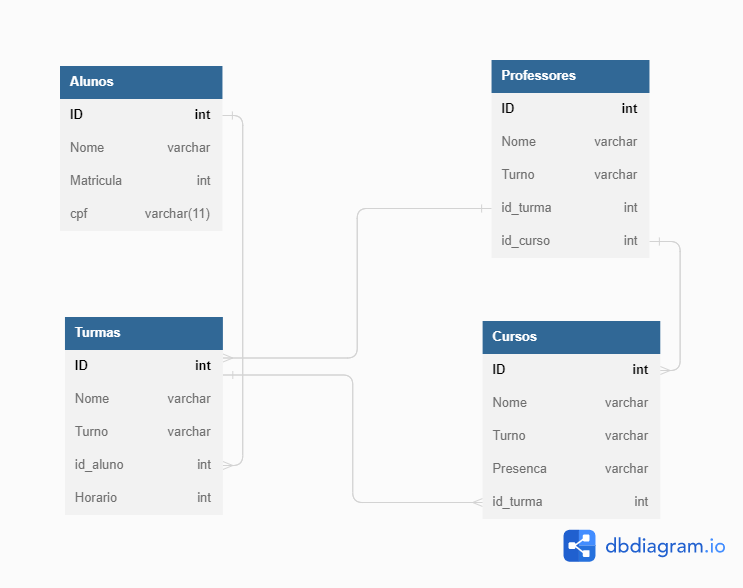 Alunos
ID int
Nome varchar
Matricula int
cpf varchar(11)
Professores
ID int
Nome varchar
Turno varchar
id_turma int
id_curso int
Turmas
ID int
Nome varchar
Turno varchar
id_aluno int
Horario int
Cursos
ID int
Nome varchar
Turno varchar
Presenca varchar
id_turma int
dbdiagram.io